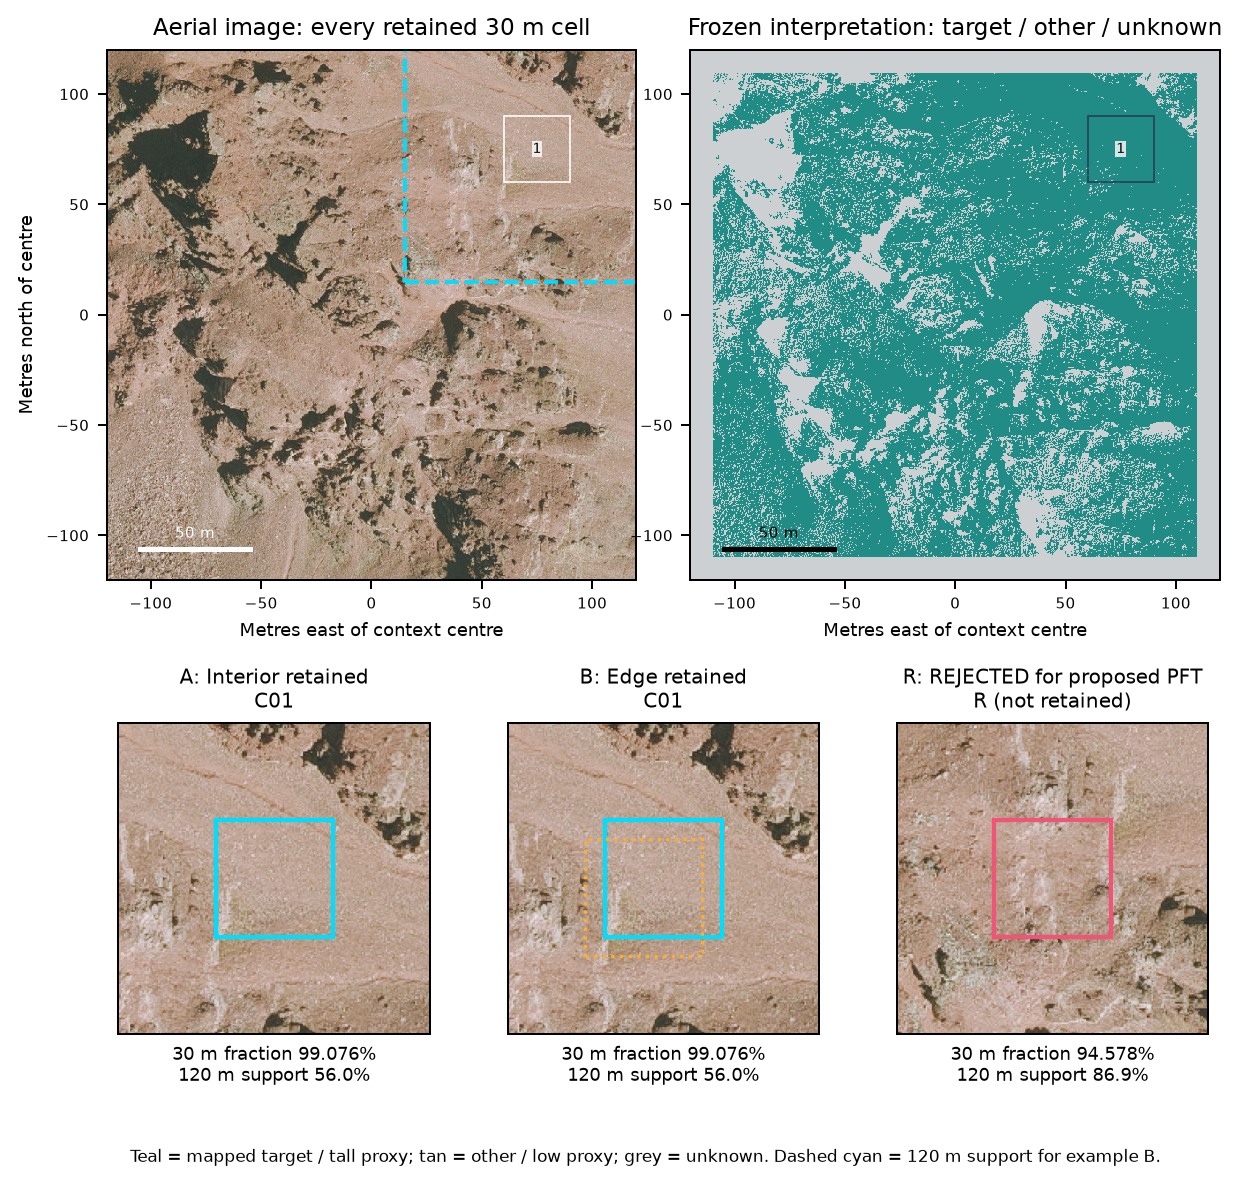 Aerial image: every retained 30 m cell
Frozen interpretation: target / other / unknown
Metres north of centre
100
50
0
−50
−100
1
50 m
−100
−50
0
50
100
Metres east of context centre
100
50
0
−50
−100
1
50 m
−100
−50
0
50
100
Metres east of context centre
A: Interior retained
C01
30 m fraction 99.076%
120 m support 56.0%
B: Edge retained
C01
30 m fraction 99.076%
120 m support 56.0%
R: REJECTED for proposed PFT
R (not retained)
30 m fraction 94.578%
120 m support 86.9%
Teal = mapped target / tall proxy; tan = other / low proxy; grey = unknown. Dashed cyan = 120 m support for example B.